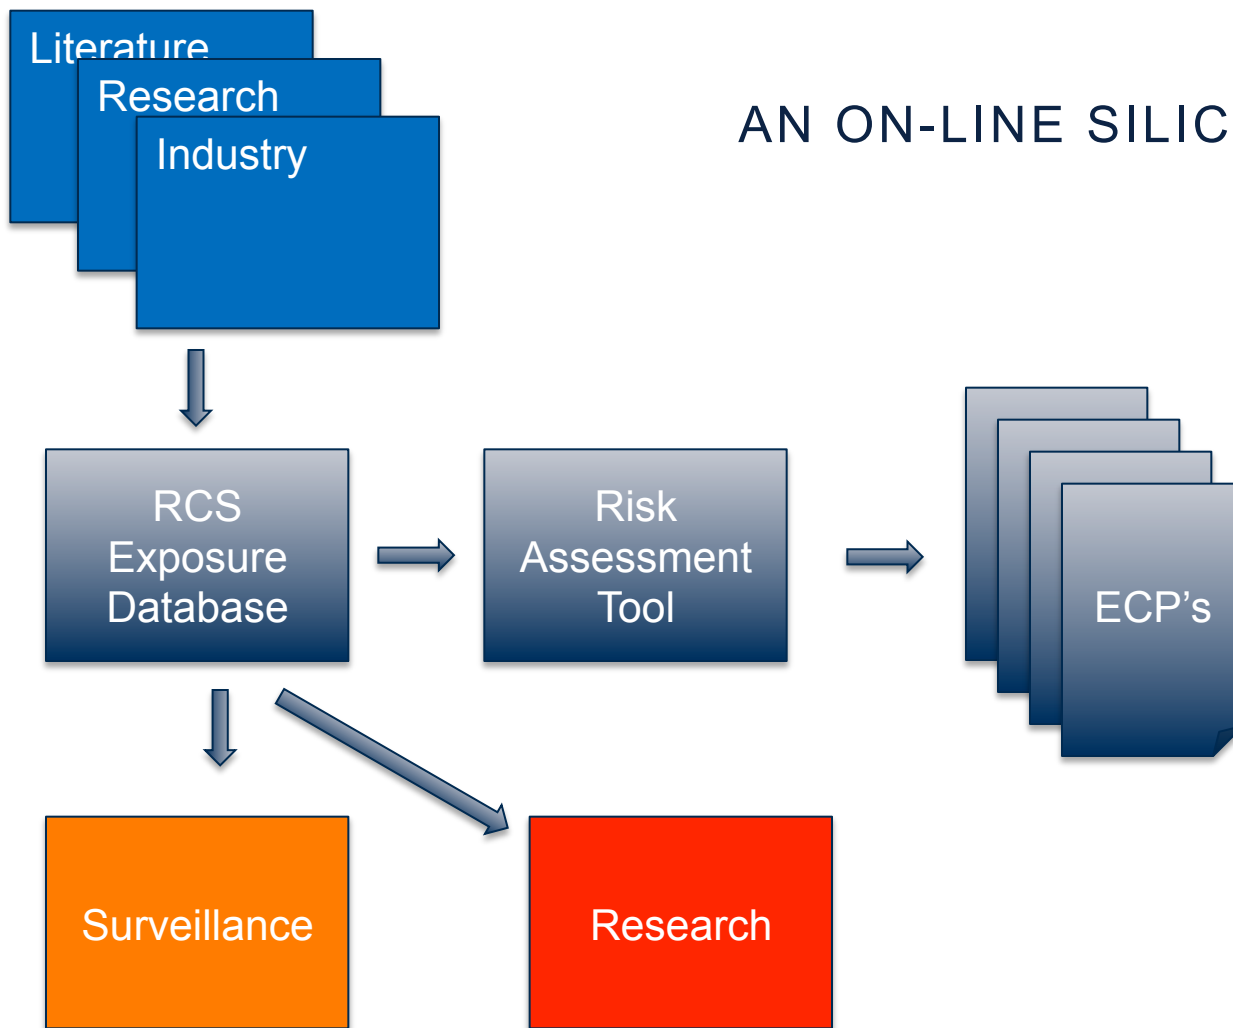 Literature
Research
Industry
AN ON-LINE SILIC
RCS
Exposure
Database
Risk
Assessment
Tool
ECP's
Surveillance
Research